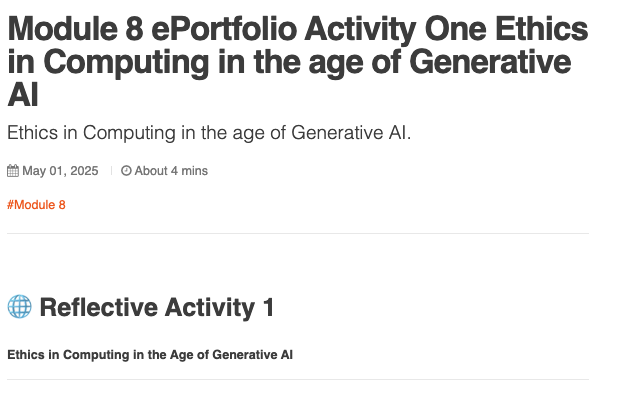 Module 8 ePortfolio Activity One Ethics
in Computing in the age of Generative
AI
Ethics in Computing in the age of Generative AI.
May 01, 2025 About 4 mins
#Module 8
Reflective Activity 1
Ethics in Computing in the Age of Generative AI